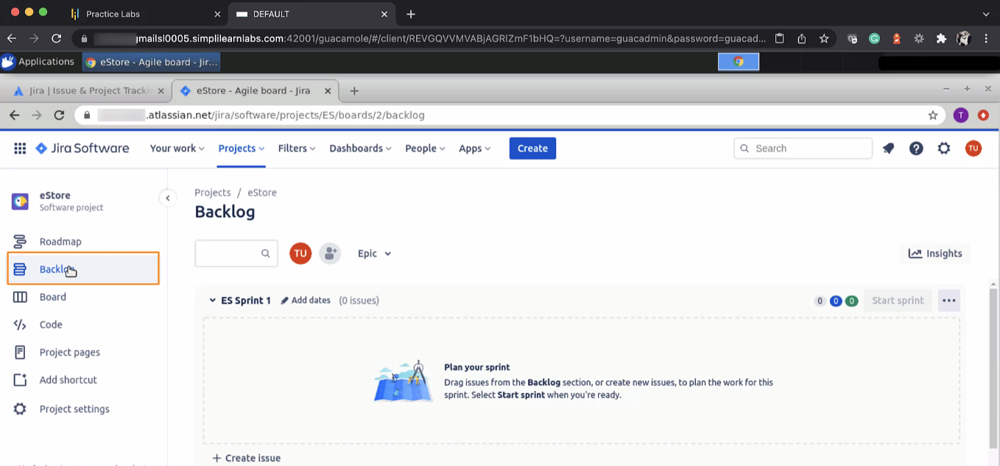 Practice Labs
DEFAULT
gmailsl0005.simplilearnlabs.com:42001/guacamole/#/client/REVGQVVMVABjAGRlZmF1bHQ=?username=guacadmin&password=guacad...
Applications
eStore - Agile board - Jir...
Jira | Issue & Project Tracki
eStore - Agile board - Jira
.atlassian.net/jira/software/projects/ES/boards/2/backlog
T
Jira Software
Your work
Projects
Filters
Dashboards
People
Apps
Create
Search
TU
eStore
Software project
Roadmap
Backlog
Board
Code
Project pages
Add shortcut
Project settings
Projects / eStore
Backlog
TU
Epic
Insights
ES Sprint 1 Add dates (0 issues)
0 0 0 Start sprint
Plan your sprint
Drag issues from the Backlog section, or create new issues, to plan the work for this
sprint. Select Start sprint when you're ready.
+ Create issue